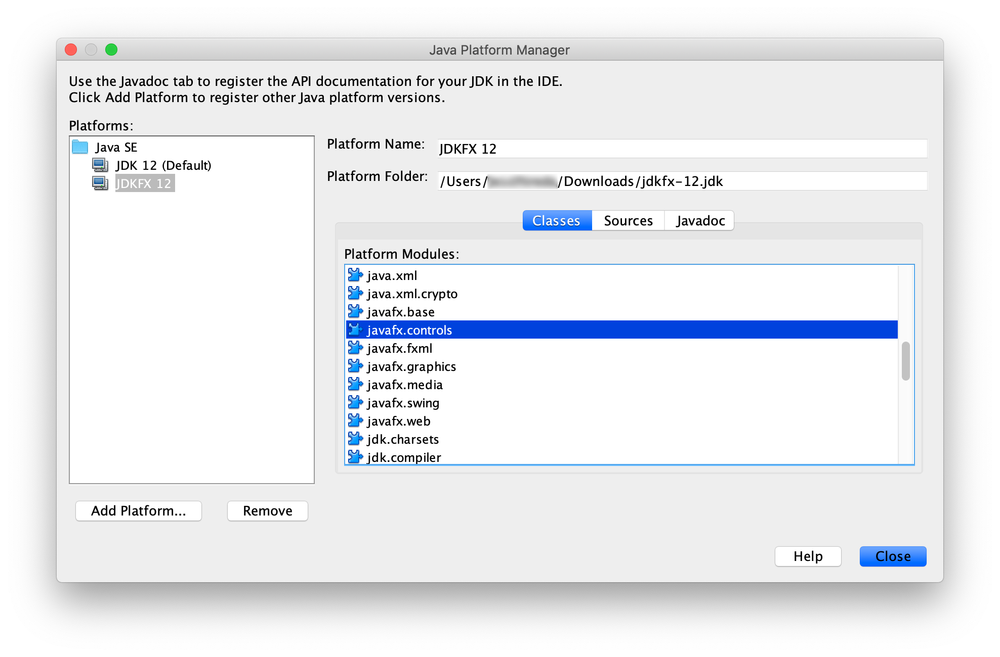 Java Platform Manager
Use the Javadoc tab to register the API documentation for your JDK in the IDE.
Click Add Platform to register other Java platform versions.
Platforms:
Java SE
JDK 12 (Default)
JDKFX 12
Platform Name:
JDKFX 12
Platform Folder:
/Users/ /Downloads/jdkfx-12.jdk
Classes Sources Javadoc
Platform Modules:
java.xml
java.xml.crypto
javafx.base
javafx.controls
javafx.fxml
javafx.graphics
javafx.media
javafx.swing
javafx.web
jdk.charsets
jdk.compiler
Add Platform... Remove
Help Close